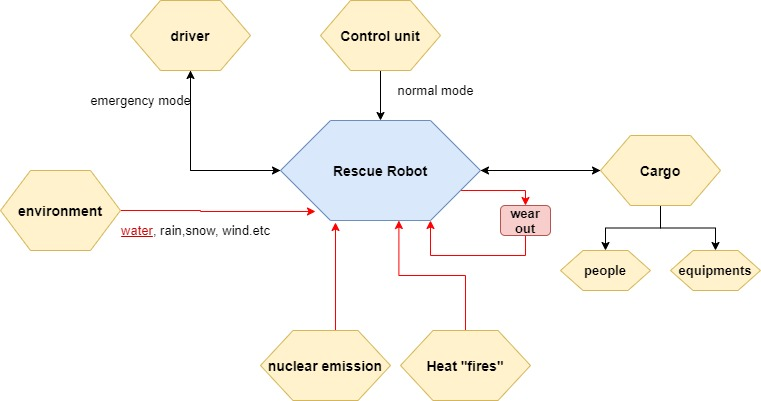 driver
Control unit
emergency mode
normal mode
Rescue Robot
Cargo
environment
wear
out
water, rain,snow, wind.etc
people
equipments
nuclear emission
Heat "fires"